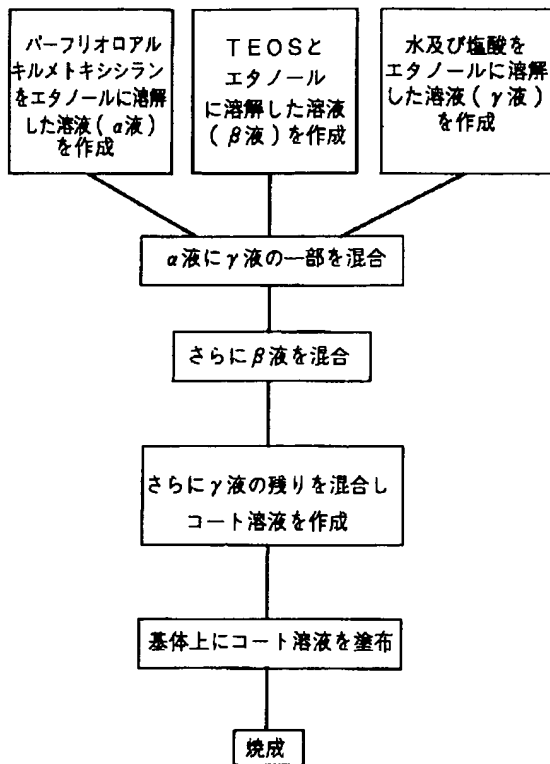 パーフリオロアル
キルメトキシシラン
をエタノールに溶解
した溶液(α液)
を作成
TEOSと
エタノール
に溶解した溶液
(β液)を作成
水及び塩酸を
エタノールに溶解
した溶液(γ液)
を作成
α液にγ液の一部を混合
さらにβ液を混合
さらにγ液の残りを混合し
コート溶液を作成
基体上にコート溶液を塗布
焼成